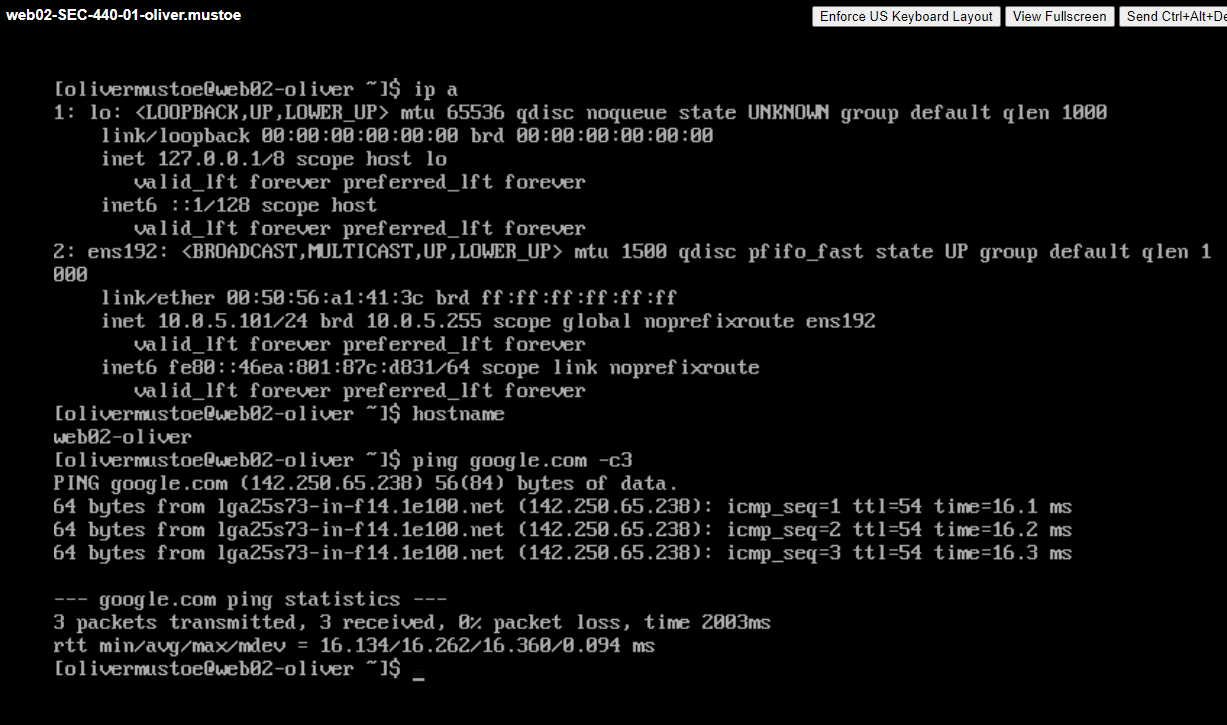 web02-SEC-440-01-oliver.mustoe
Enforce US Keyboard Layout View Fullscreen Send Ctrl+Alt+De
[olivermustoe@web02-oliver ~]$ ip a
1: lo: <LOOPBACK,UP,LOWER_UP> mtu 65536 qdisc noqueue state UNKNOWN group default qlen 1000
    link/loopback 00:00:00:00:00:00 brd 00:00:00:00:00:00
    inet 127.0.0.1/8 scope host lo
       valid_lft forever preferred_lft forever
    inet6 ::1/128 scope host
       valid_lft forever preferred_lft forever
2: ens192: <BROADCAST,MULTICAST,UP,LOWER_UP> mtu 1500 qdisc pfifo_fast state UP group default qlen 1
000
    link/ether 00:50:56:a1:41:3c brd ff:ff:ff:ff:ff:ff
    inet 10.0.5.101/24 brd 10.0.5.255 scope global noprefixroute ens192
       valid_lft forever preferred_lft forever
    inet6 fe80::46ea:801:87c:d831/64 scope link noprefixroute
       valid_lft forever preferred_lft forever
[olivermustoe@web02-oliver ~]$ hostname
web02-oliver
[olivermustoe@web02-oliver ~]$ ping google.com -c3
PING google.com (142.250.65.238) 56(84) bytes of data.
64 bytes from lga25s73-in-f14.1e100.net (142.250.65.238): icmp_seq=1 ttl=54 time=16.1 ms
64 bytes from lga25s73-in-f14.1e100.net (142.250.65.238): icmp_seq=2 ttl=54 time=16.2 ms
64 bytes from lga25s73-in-f14.1e100.net (142.250.65.238): icmp_seq=3 ttl=54 time=16.3 ms
--- google.com ping statistics ---
3 packets transmitted, 3 received, 0% packet loss, time 2003ms
rtt min/avg/max/mdev = 16.134/16.262/16.360/0.094 ms
[olivermustoe@web02-oliver ~]$ _